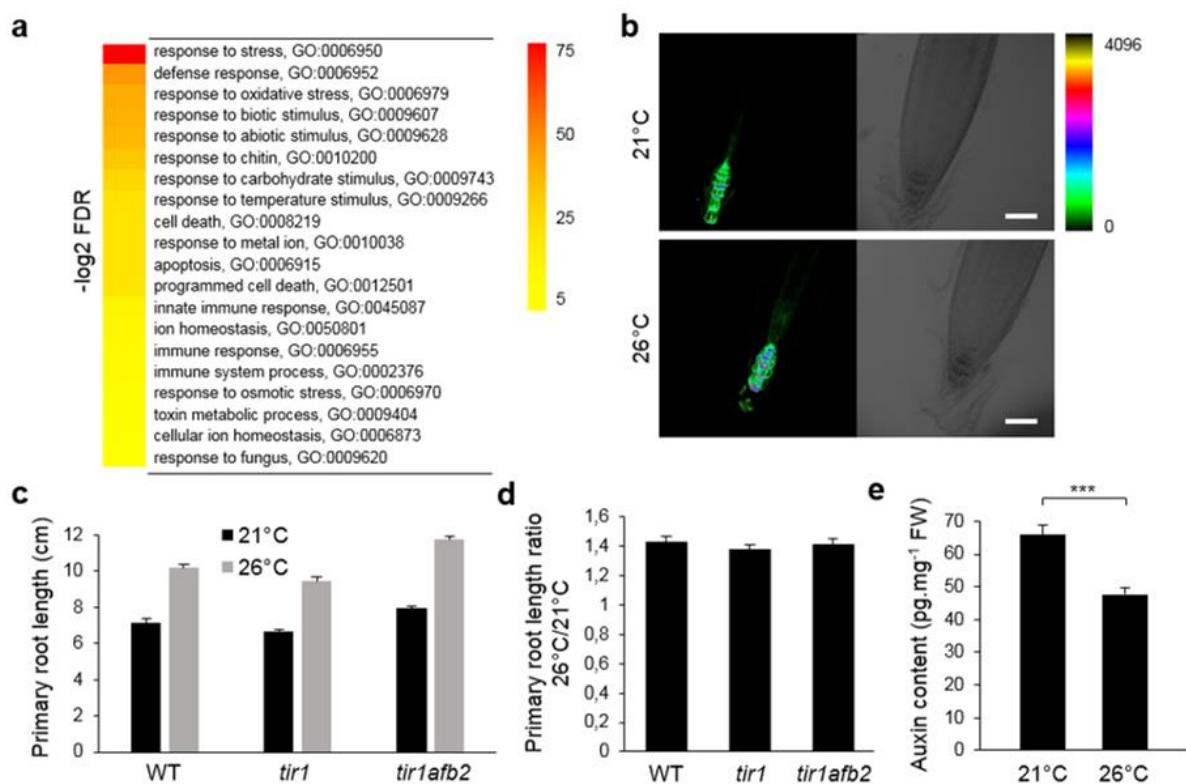 a
-log2 FDR
response to stress, GO:0006950
defense response, GO:0006952
response to oxidative stress, GO:0006979
response to biotic stimulus, GO:0009607
response to abiotic stimulus, GO:0009628
response to chitin, GO:0010200
response to carbohydrate stimulus, GO:0009743
response to temperature stimulus, GO:0009266
cell death, GO:0008219
response to metal ion, GO:0010038
apoptosis, GO:0006915
programmed cell death, GO:0012501
innate immune response, GO:0045087
ion homeostasis, GO:0050801
immune response, GO:0006955
immune system process, GO:0002376
response to osmotic stress, GO:0006970
toxin metabolic process, GO:0009404
cellular ion homeostasis, GO:0006873
response to fungus, GO:0009620
75
50
25
5
b
21°C
26°C
4096
0
c
Primary root length (cm)
12
10
8
6
4
2
0
21°C
26°C
WT
tir1
tir1afb2
d
Primary root length ratio
26°C/21°C
1,6
1,4
1,2
1
0,8
0,6
0,4
0,2
0
WT
tir1
tir1afb2
e
Auxin content (pg.mg-1 FW)
70
60
50
40
30
20
10
0
***
21°C
26°C